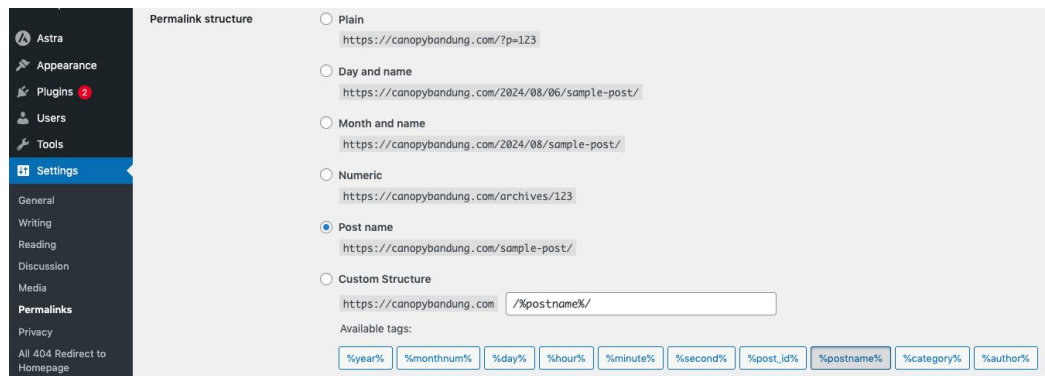 Astra
Appearance
Plugins 2
Users
Tools
Settings
General
Writing
Reading
Discussion
Media
Permalinks
Privacy
All 404 Redirect to
Homepage
Permalink structure
Plain
https://canopybandung.com/?p=123
Day and name
https://canopybandung.com/2024/08/06/sample-post/
Month and name
https://canopybandung.com/2024/08/sample-post/
Numeric
https://canopybandung.com/archives/123
Post name
https://canopybandung.com/sample-post/
Custom Structure
https://canopybandung.com /%postname%/
Available tags:
%year% %monthnum% %day% %hour% %minute% %second% %post_id% %postname% %category% %author%